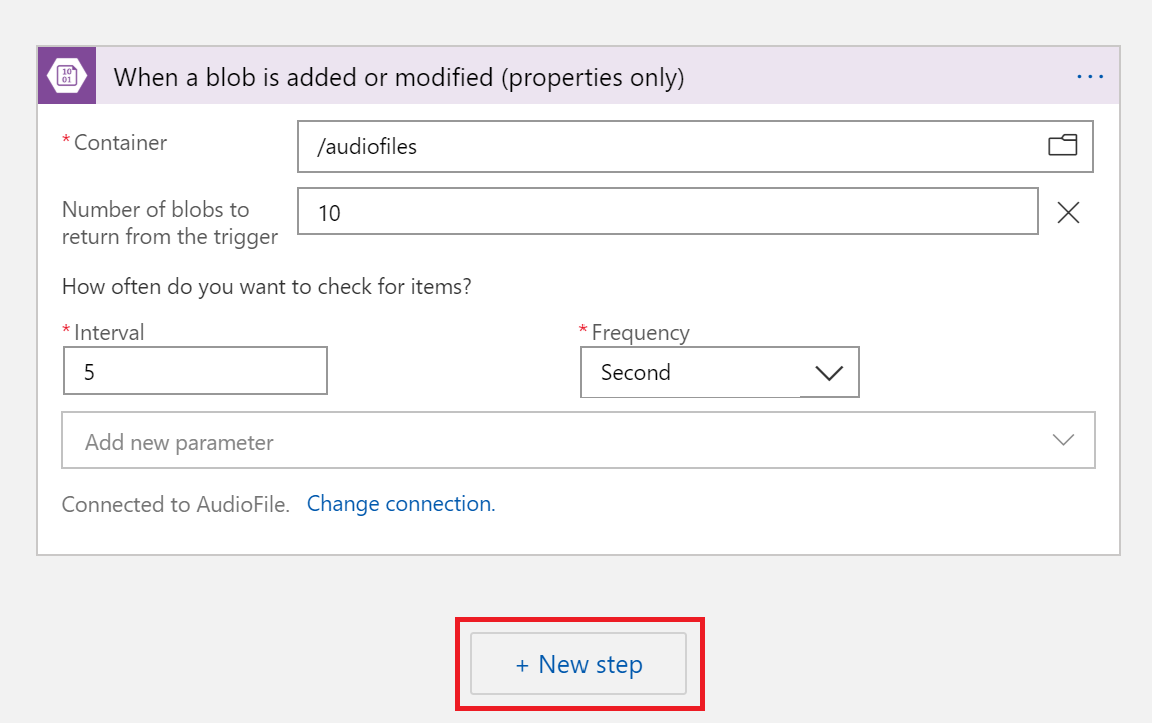 When a blob is added or modified (properties only)
* Container
/audiofiles
Number of blobs to
return from the trigger
10
How often do you want to check for items?
* Interval
* Frequency
5
Second
Add new parameter
Connected to AudioFile. Change connection.
+ New step